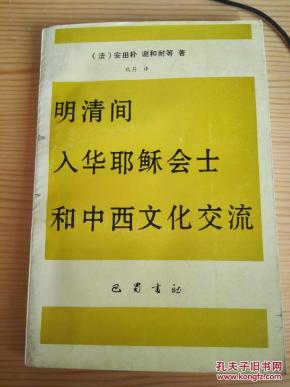 （法）安田朴 谢和耐等 著
耿昇 译
明清间
入华耶稣会士
和中西文化交流
巴蜀书社
孔夫子旧书网